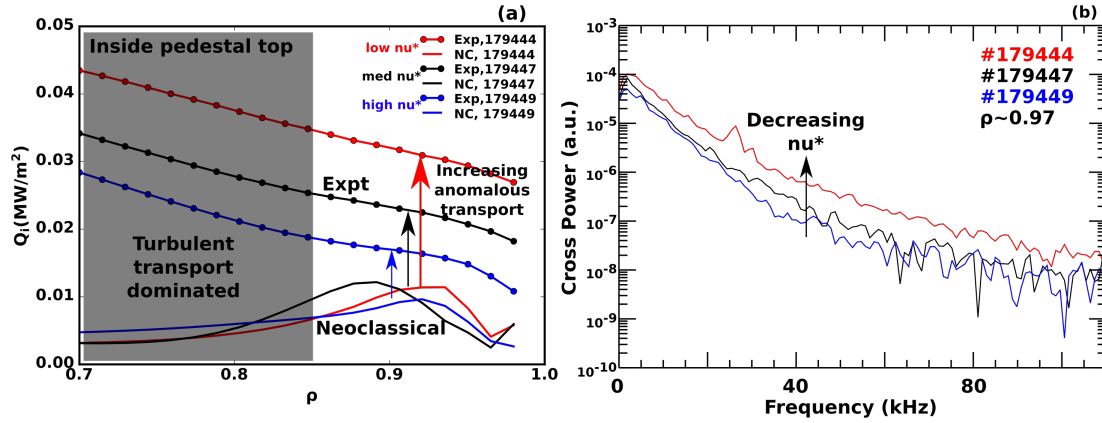 (a)
0.05
0.04
0.03
0.02
0.01
0.00
Qi(MW/m²)
Inside pedestal top
low nu*
Exp,179444
NC, 179444
med nu*
Exp,179447
NC, 179447
high nu*
Exp,179449
NC, 179449
Expt
Increasing
anomalous
transport
Turbulent
transport
dominated
Neoclassical
0.7
0.8
0.9
1.0
ρ
(b)
10-3
10-4
10-5
10-6
10-7
10-8
10-9
10-10
Cross Power (a.u.)
#179444
#179447
#179449
ρ~0.97
Decreasing
nu*
0
40
80
Frequency (kHz)